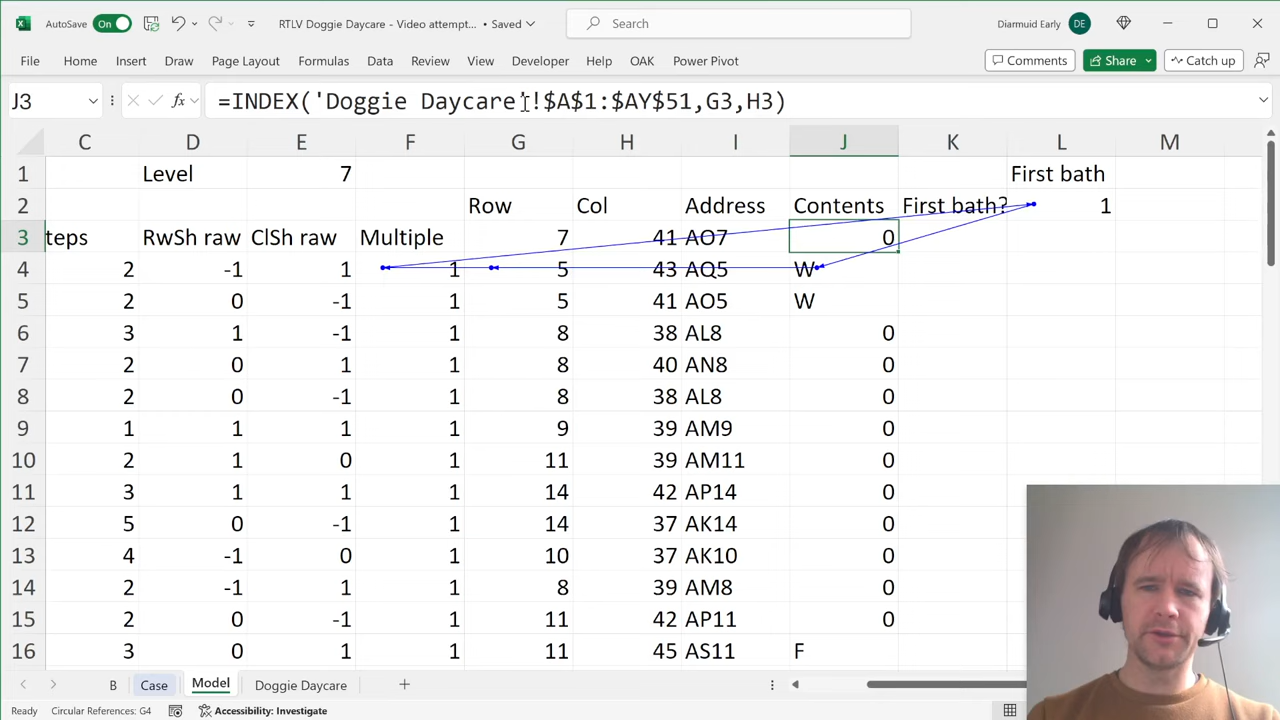 AutoSave On RTLV Doggie Daycare - Video attempt... • Saved Search Diarmuid Early DE
File Home Insert Draw Page Layout Formulas Data Review View Developer Help OAK Power Pivot Comments Share Catch up
J3 fx =INDEX('Doggie Daycare'!$A$1:$AY$51,G3,H3)
C D E F G H I J K L M
1 Level 7 First bath
2 Row Col Address Contents First bath? 1
3 teps RwSh raw ClSh raw Multiple 7 41 AO7 0
4 2 -1 1 1 5 43 AQ5 W
5 2 0 -1 1 5 41 AO5 W
6 3 1 -1 1 8 38 AL8 0
7 2 0 1 1 8 40 AN8 0
8 2 0 -1 1 8 38 AL8 0
9 1 1 1 1 9 39 AM9 0
10 2 1 0 1 11 39 AM11 0
11 3 1 1 1 14 42 AP14 0
12 5 0 -1 1 14 37 AK14 0
13 4 -1 0 1 10 37 AK10 0
14 2 -1 1 1 8 39 AM8 0
15 2 0 -1 1 11 42 AP11 0
16 3 0 1 1 11 45 AS11 F
B Case Model Doggie Daycare
Ready Circular References: G4 Accessibility: Investigate